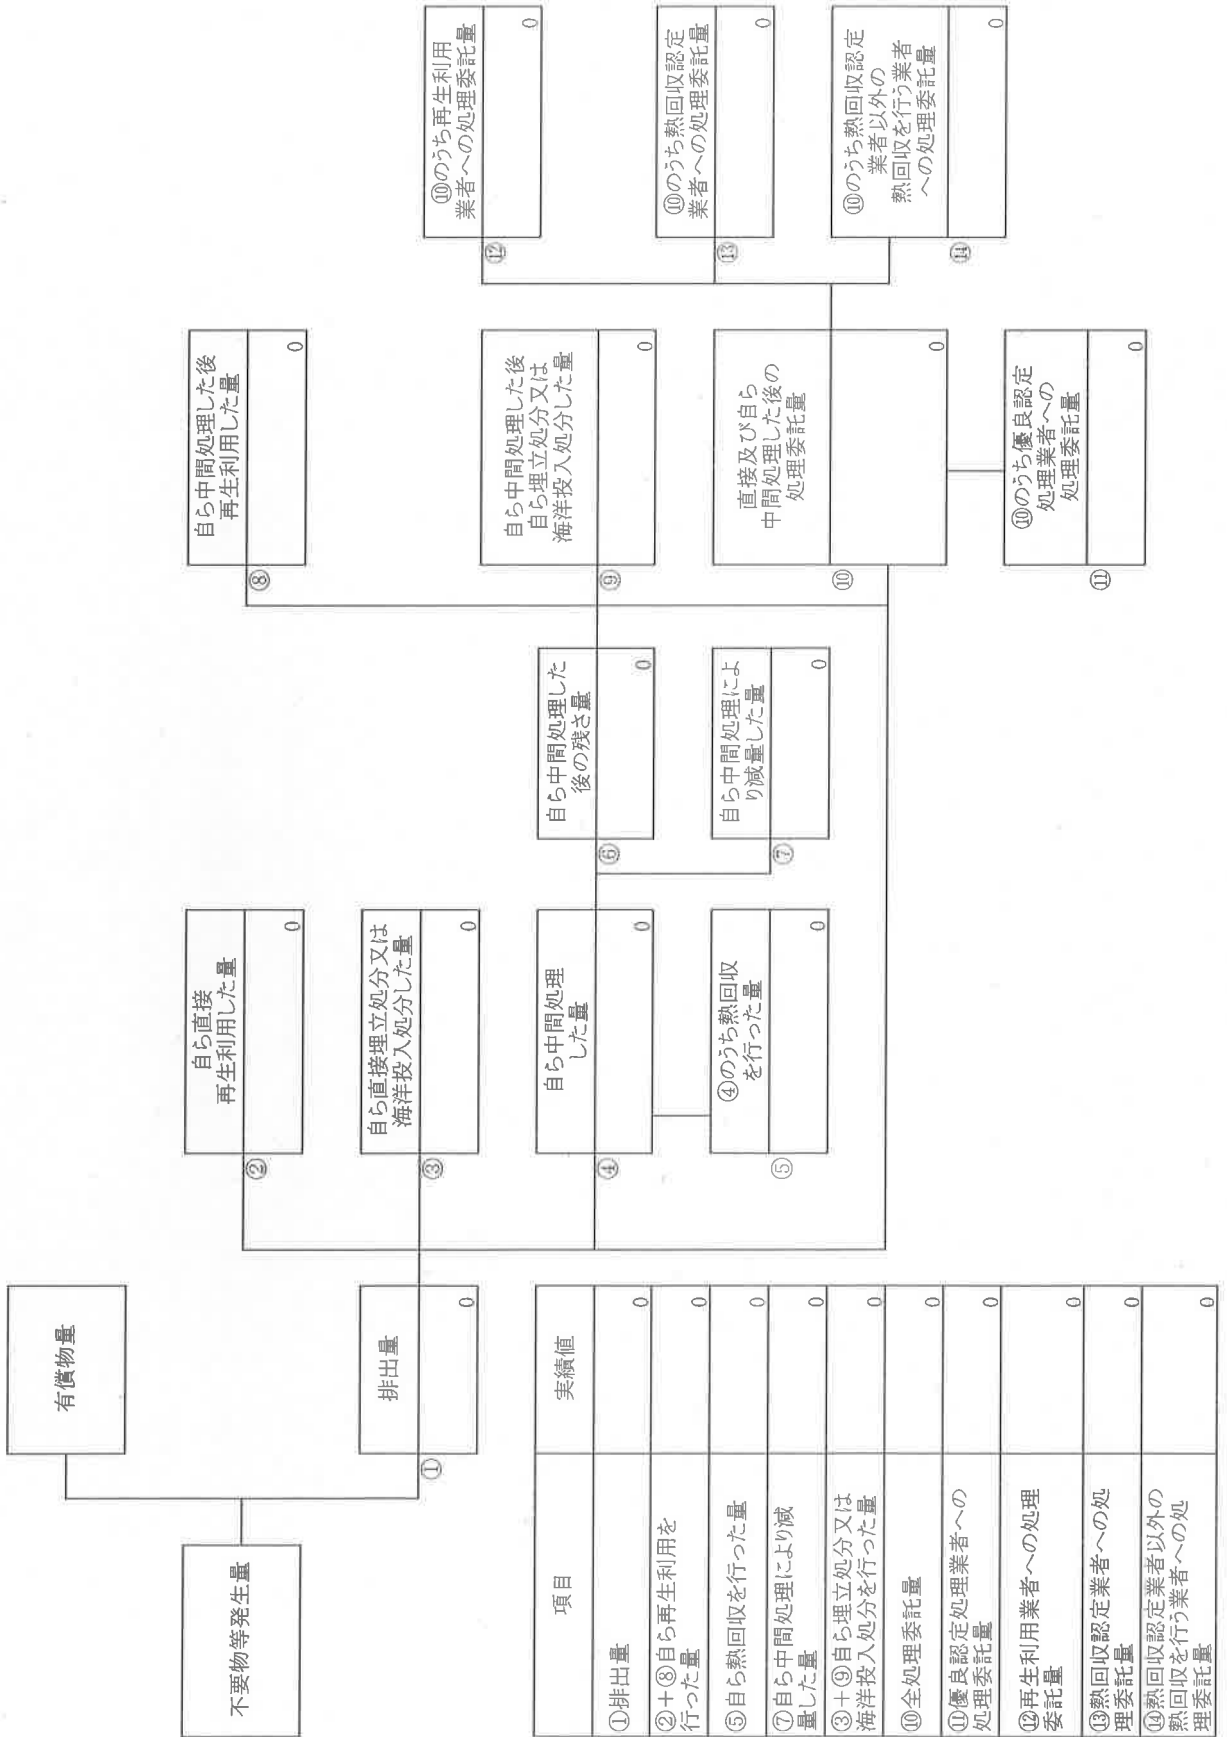 不要物等発生量
有償物量
①
排出量
0
②
自ら直接
再生利用した量
0
③
自ら直接埋立処分又は
海洋投入処分した量
0
④
自ら中間処理
した量
0
⑤
④のうち熱回収
を行った量
0
⑥
自ら中間処理した
後の残さ量
0
⑦
自ら中間処理によ
り減量した量
0
⑧
自ら中間処理した後
再生利用した量
0
⑨
自ら中間処理した後
自ら埋立処分又は
海洋投入処分した量
0
⑩
直接及び自ら
中間処理した後の
処理委託量
0
⑪
⑩のうち優良認定
処理業者への
処理委託量
0
⑫
⑩のうち再生利用
業者への処理委託量
0
⑬
⑩のうち熱回収認定
業者への処理委託量
0
⑭
⑩のうち熱回収認定
業者以外の
熱回収を行う業者
への処理委託量
0
項目 実績値
①排出量 0
②＋⑧自ら再生利用を
行った量 0
⑤自ら熱回収を行った量 0
⑦自ら中間処理により減
量した量 0
③＋⑨自ら埋立処分又は
海洋投入処分を行った量 0
⑩全処理委託量 0
⑪優良認定処理業者への
処理委託量 0
⑫再生利用業者への処理
委託量 0
⑬熱回収認定業者への処
理委託量 0
⑭熱回収認定業者以外の
熱回収を行う業者への処
理委託量 0